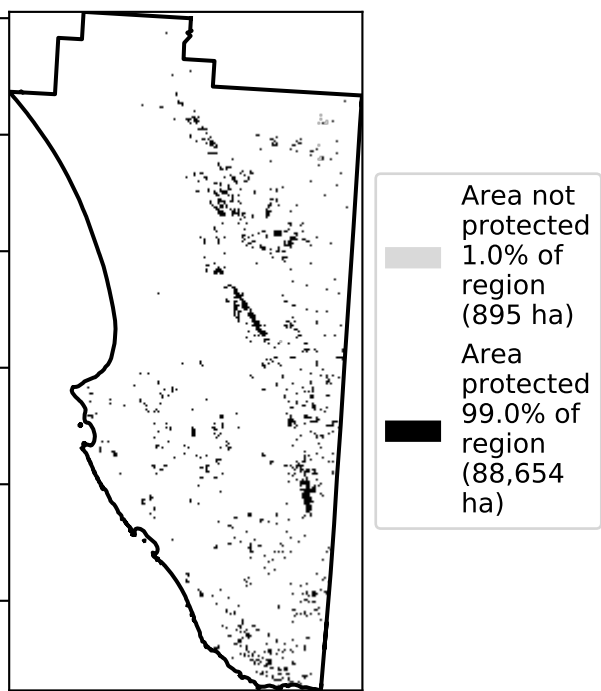 Area not
protected
1.0% of
region
(895 ha)
Area
protected
99.0% of
region
(88,654
ha)